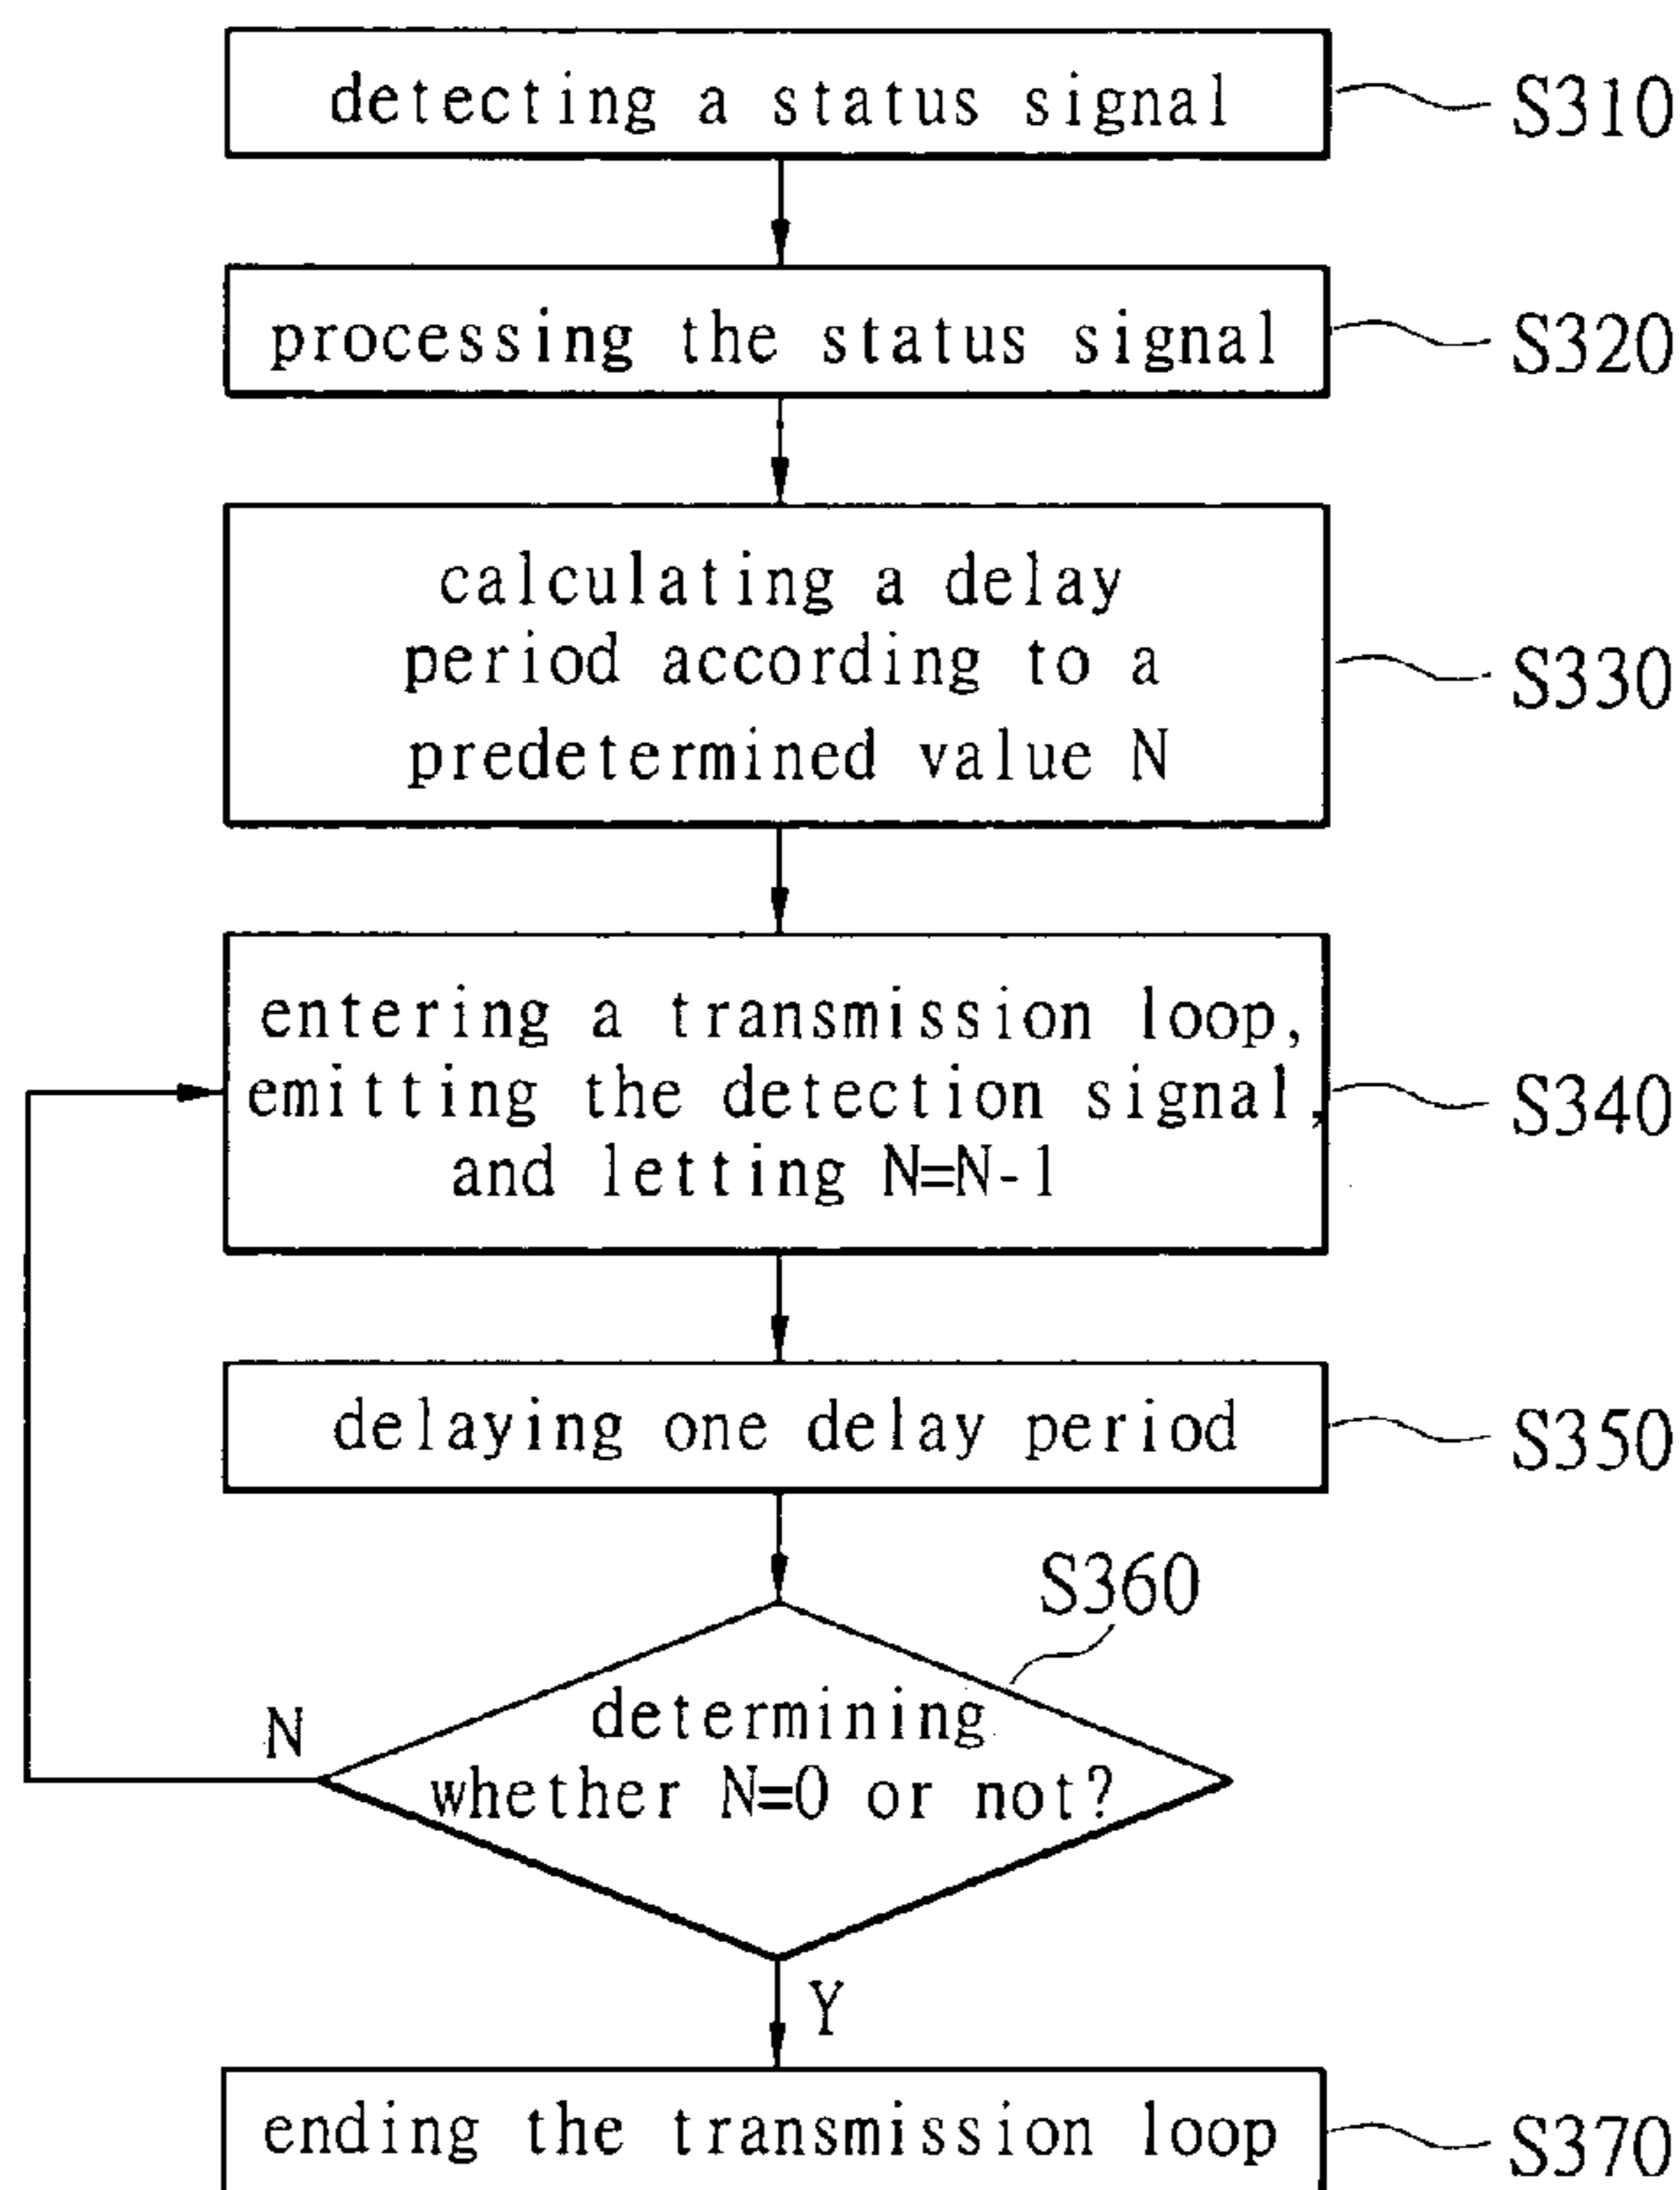 detecting a status signal
S310
processing the status signal
S320
calculating a delay
period according to a
predetermined value N
S330
entering a transmission loop,
emitting the detection signal,
and letting N=N-1
S340
delaying one delay period
S350
S360
determining
whether N=0 or not?
N
Y
ending the transmission loop
S370